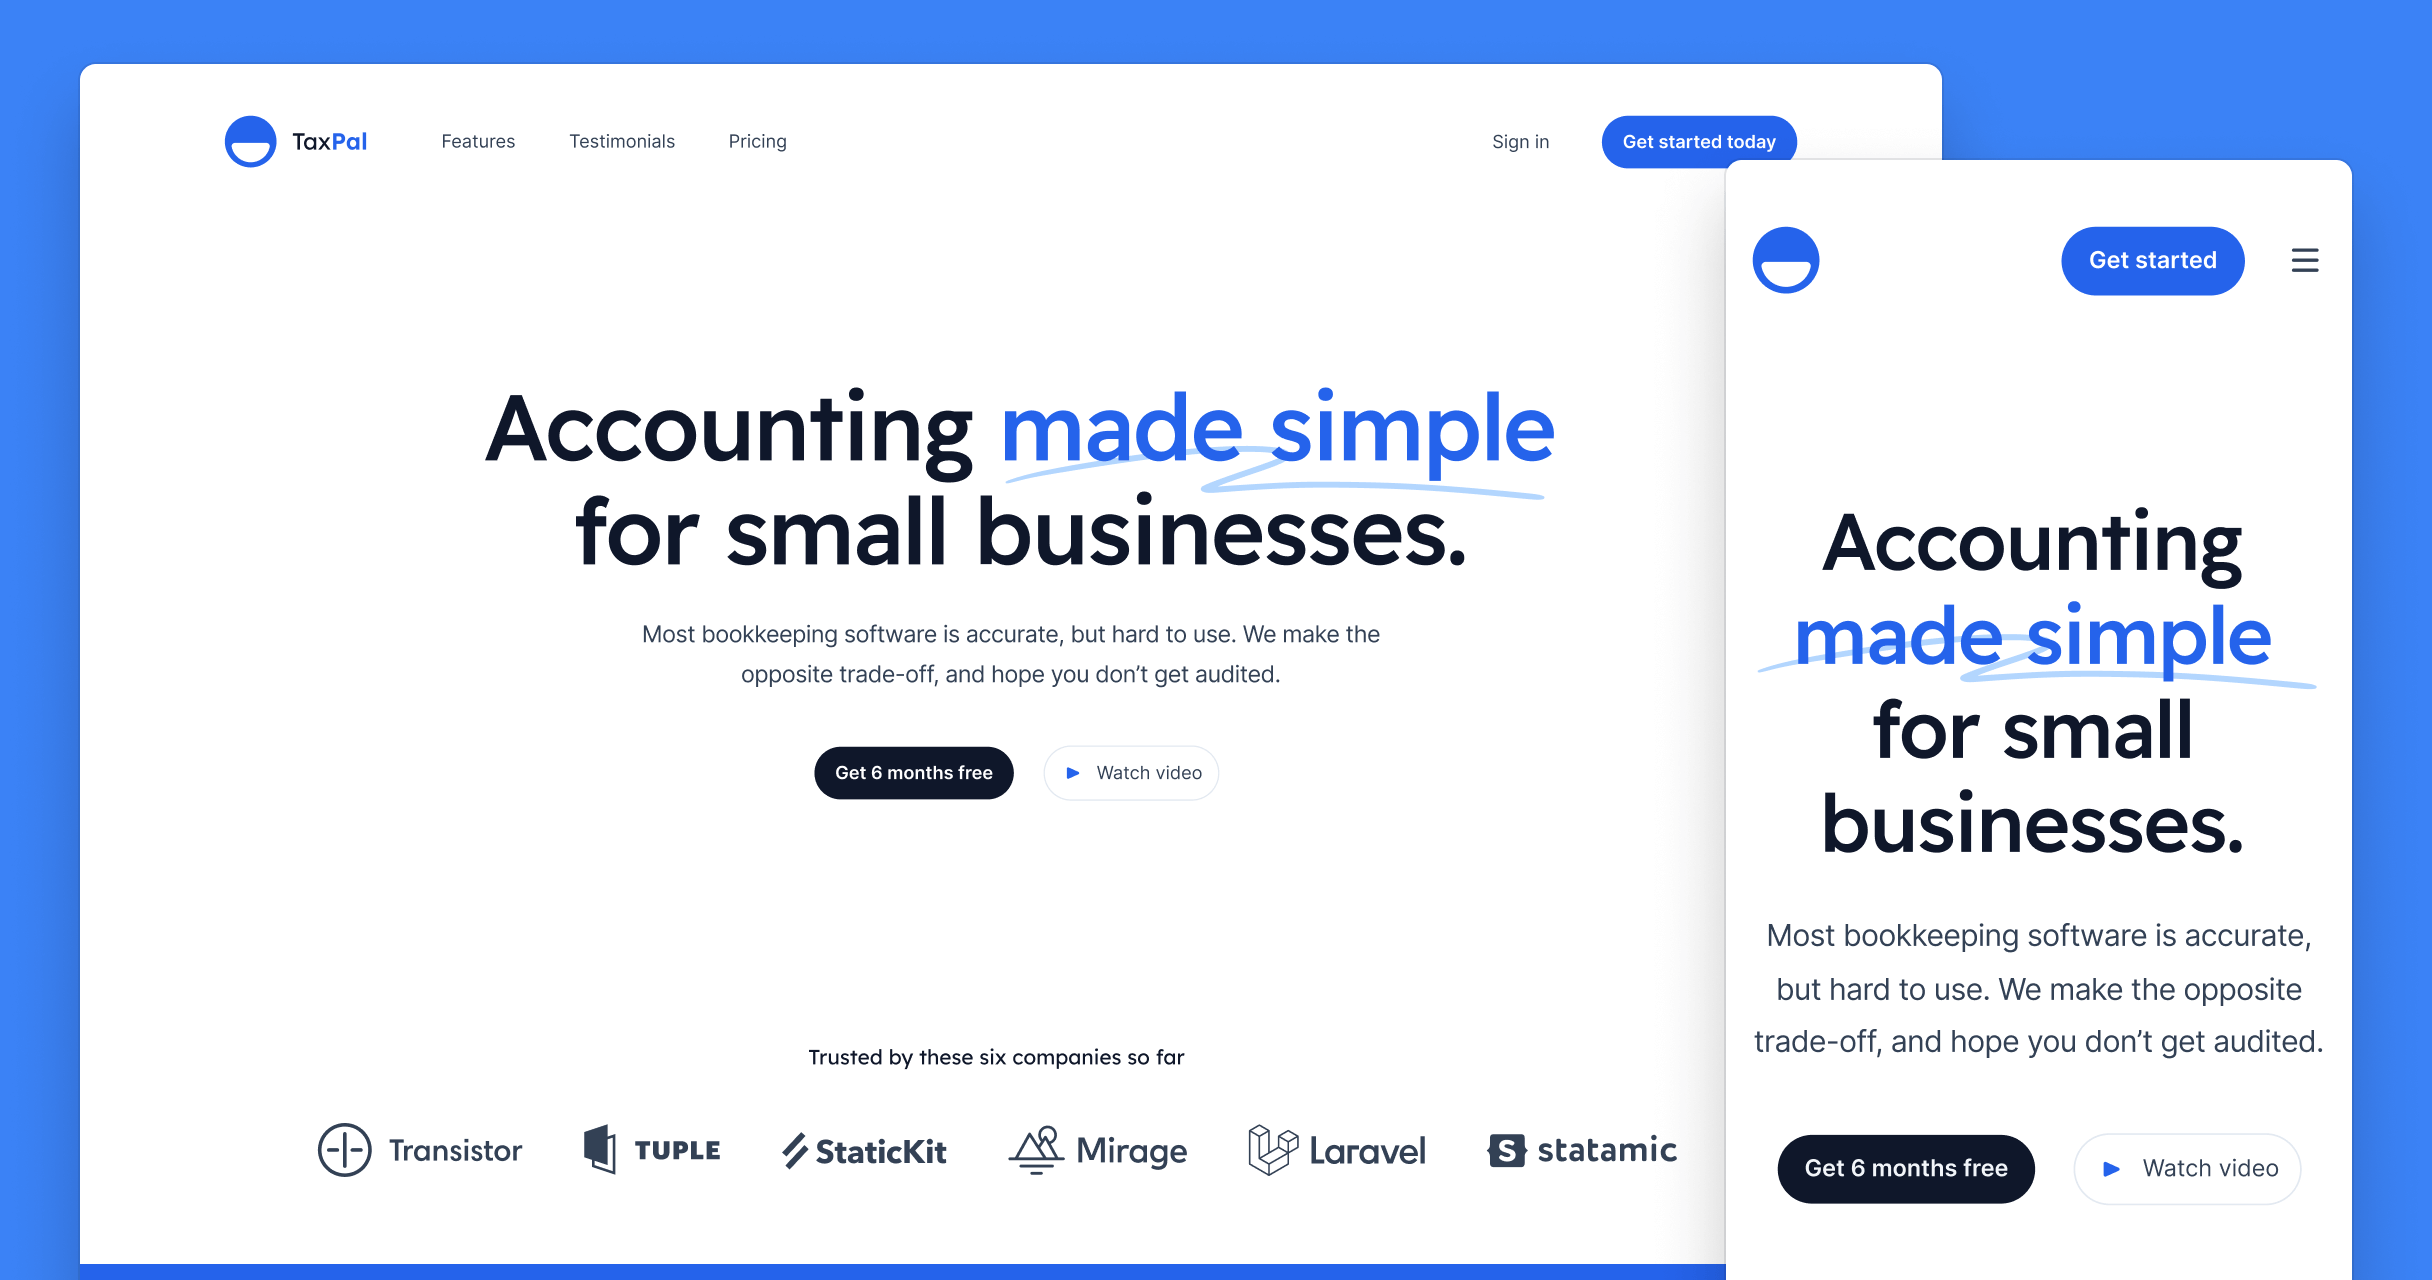 TaxPal
Features
Testimonials
Pricing
Sign in
Get started today
Accounting made simple
for small businesses.
Most bookkeeping software is accurate, but hard to use. We make the
opposite trade-off, and hope you don’t get audited.
Get 6 months free
Watch video
Trusted by these six companies so far
Transistor
TUPLE
StaticKit
Mirage
Laravel
S statamic
Get started
Accounting
made simple
for small
businesses.
Most bookkeeping software is accurate,
but hard to use. We make the opposite
trade-off, and hope you don’t get audited.
Get 6 months free
Watch video